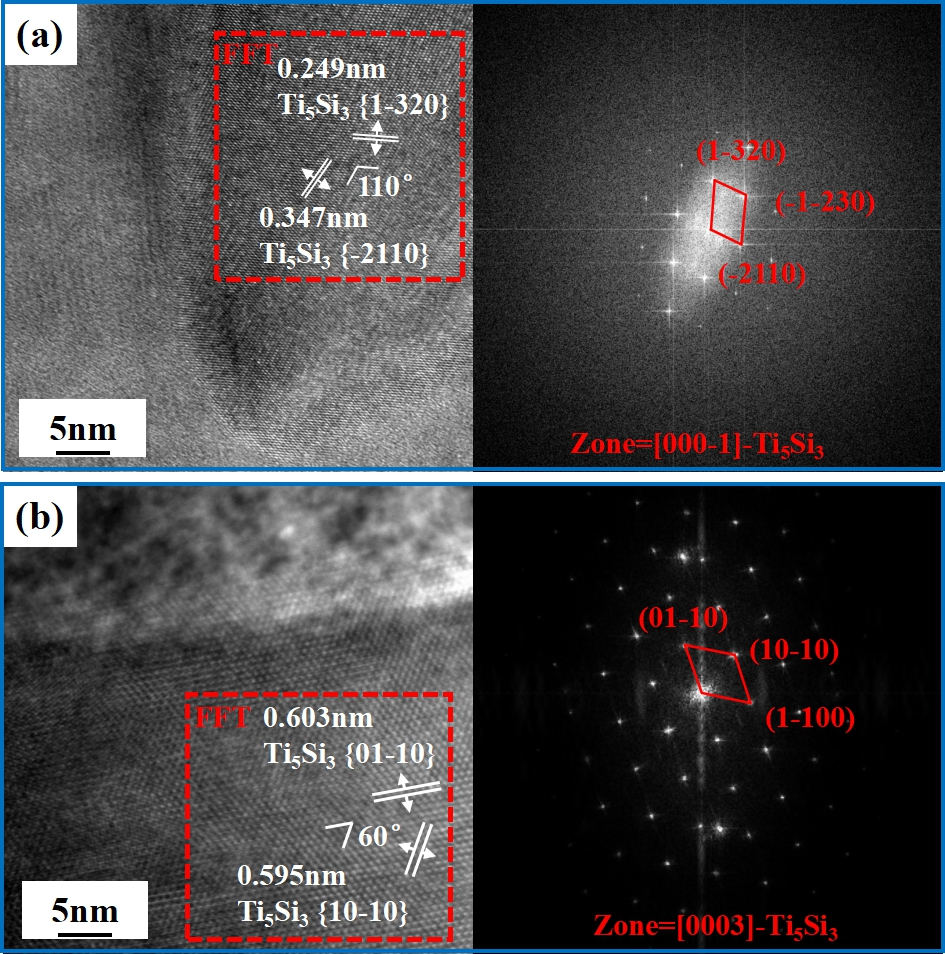 (a)
FFT
0.249nm
Ti₅Si₃ {1-320}
110°
0.347nm
Ti₅Si₃ {-2110}
5nm
(1-320)
(-1-230)
(-2110)
Zone=[000-1]-Ti₅Si₃
(b)
FFT 0.603nm
Ti₅Si₃ {01-10}
60°
0.595nm
Ti₅Si₃ {10-10}
5nm
(01-10)
(10-10)
(1-100)
Zone=[0003]-Ti₅Si₃